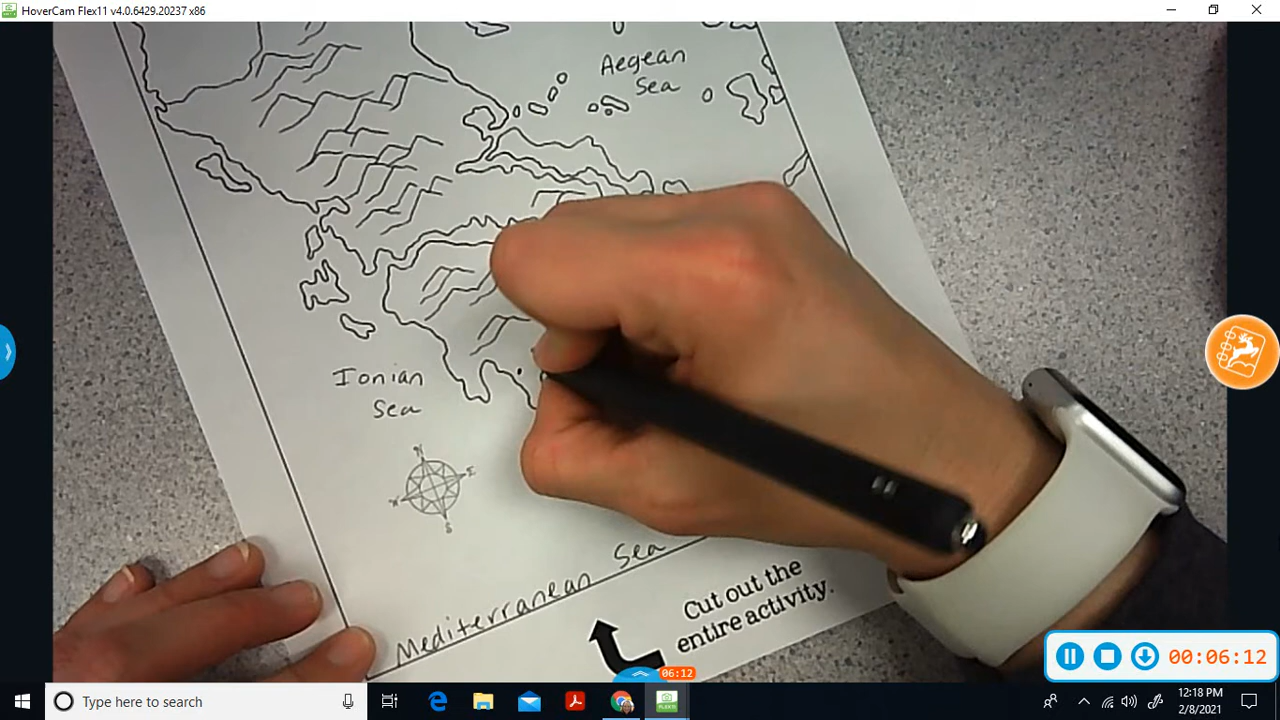 HoverCam Flex11 v4.0.6429.20237 x86
Aegean
Sea
Ionian
Sea
N
E
S
Mediterranean Sea
Cut out the
entire activity.
06:12
00:06:12
Type here to search
FLEX11
12:18 PM
2/8/2021